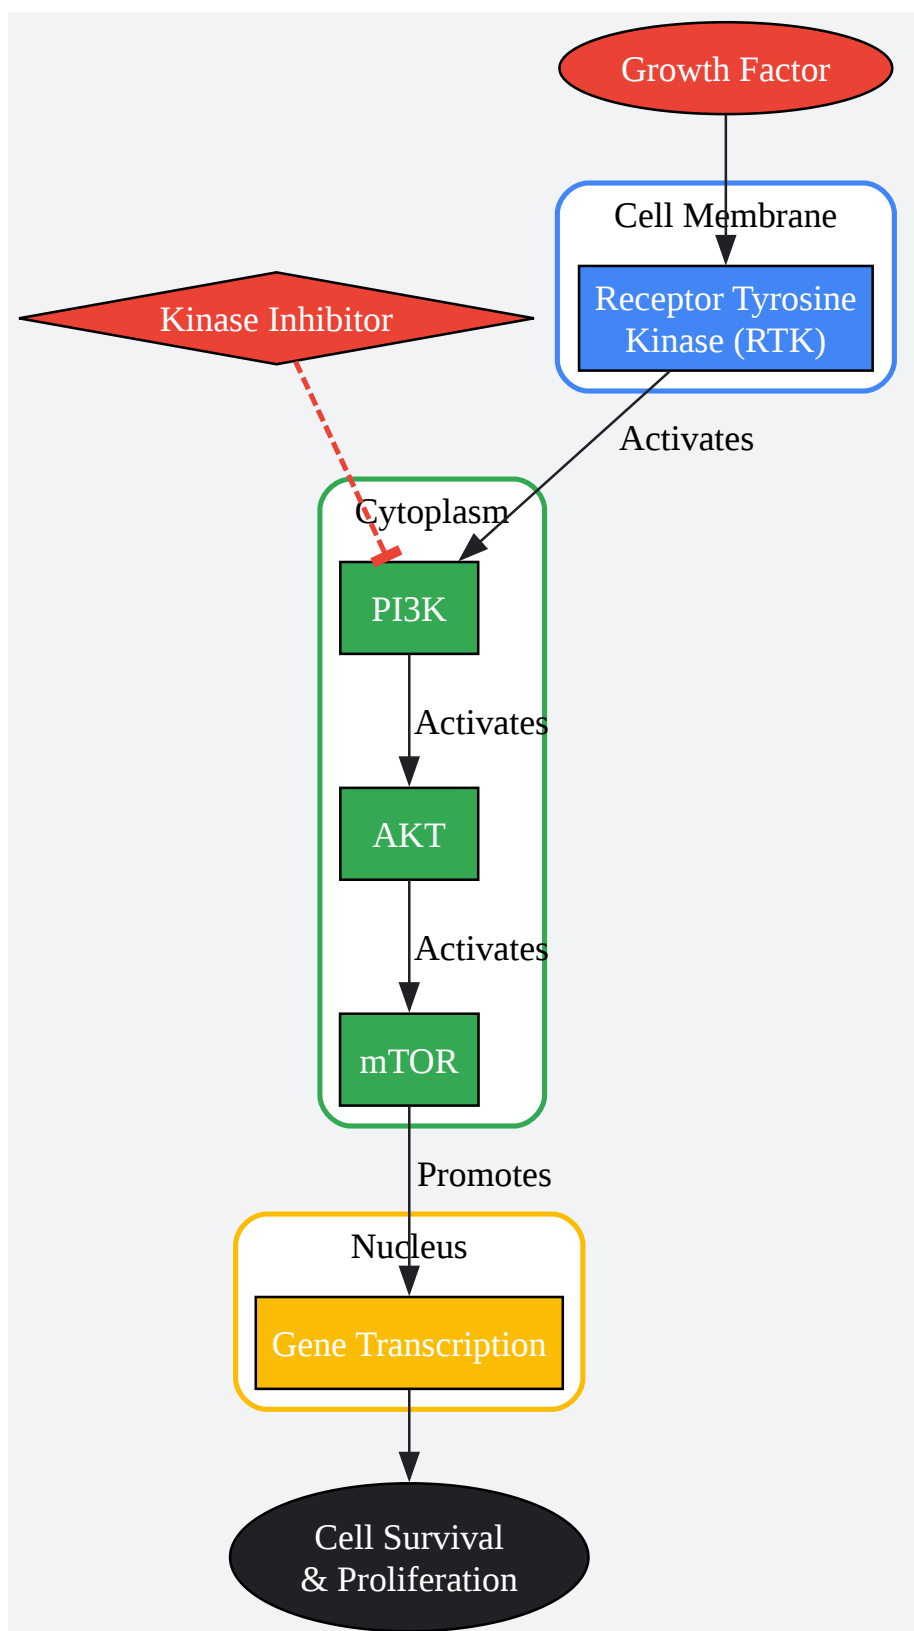 Growth Factor
Cell Membrane
Receptor Tyrosine
Kinase (RTK)
Kinase Inhibitor
Activates
Cytoplasm
PI3K
Activates
AKT
Activates
mTOR
Promotes
Nucleus
Gene Transcription
Cell Survival
& Proliferation